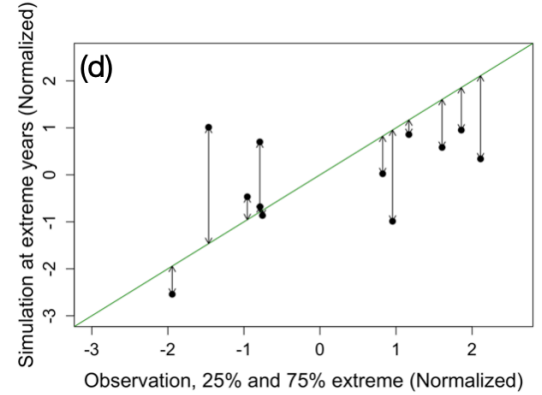 (d)
Simulation at extreme years (Normalized)
2
1
0
-1
-2
-3
-3 -2 -1 0 1 2
Observation, 25% and 75% extreme (Normalized)